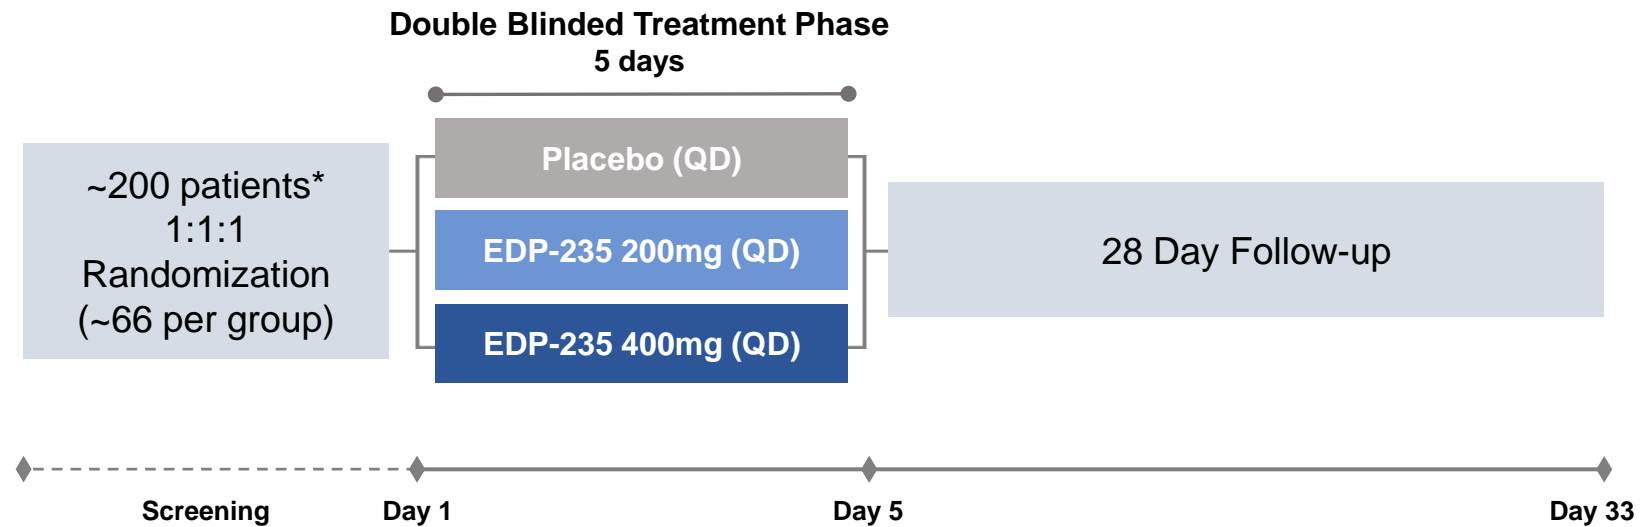 Double Blinded Treatment Phase
5 days
~200 patients*
1:1:1
Randomization
(~66 per group)
Placebo (QD)
EDP-235 200mg (QD)
EDP-235 400mg (QD)
28 Day Follow-up
Screening
Day 1
Day 5
Day 33